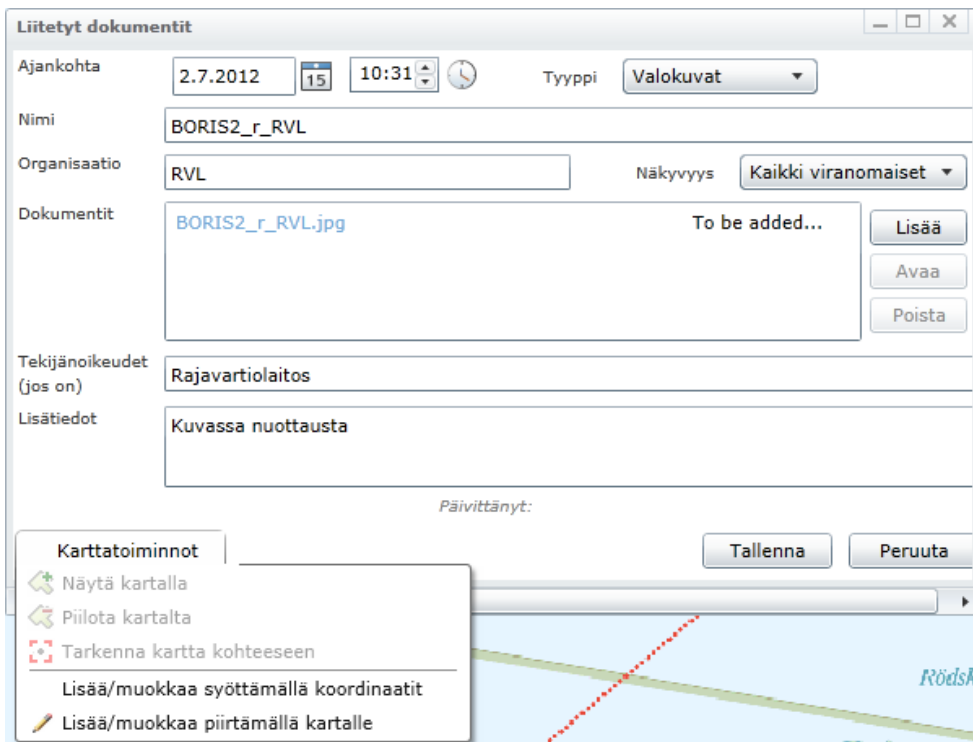 Liitetyt dokumentit
Ajankohta 2.7.2012 15 10:31 Tyyppi Valokuvat
Nimi BORIS2_r_RVL
Organisaatio RVL Näkyvyys Kaikki viranomaiset
Dokumentit BORIS2_r_RVL.jpg To be added... Lisää
Avaa
Poista
Tekijänoikeudet
(jos on) Rajavartiolaitos
Lisätiedot Kuvassa nuottausta
Päivittänyt:
Karttatoiminnot Tallenna Peruuta
Näytä kartalla
Piilota kartalta
Tarkenna kartta kohteeseen
Lisää/muokkaa syöttämällä koordinaatit
Rödsk
Lisää/muokkaa piirtämällä kartalle